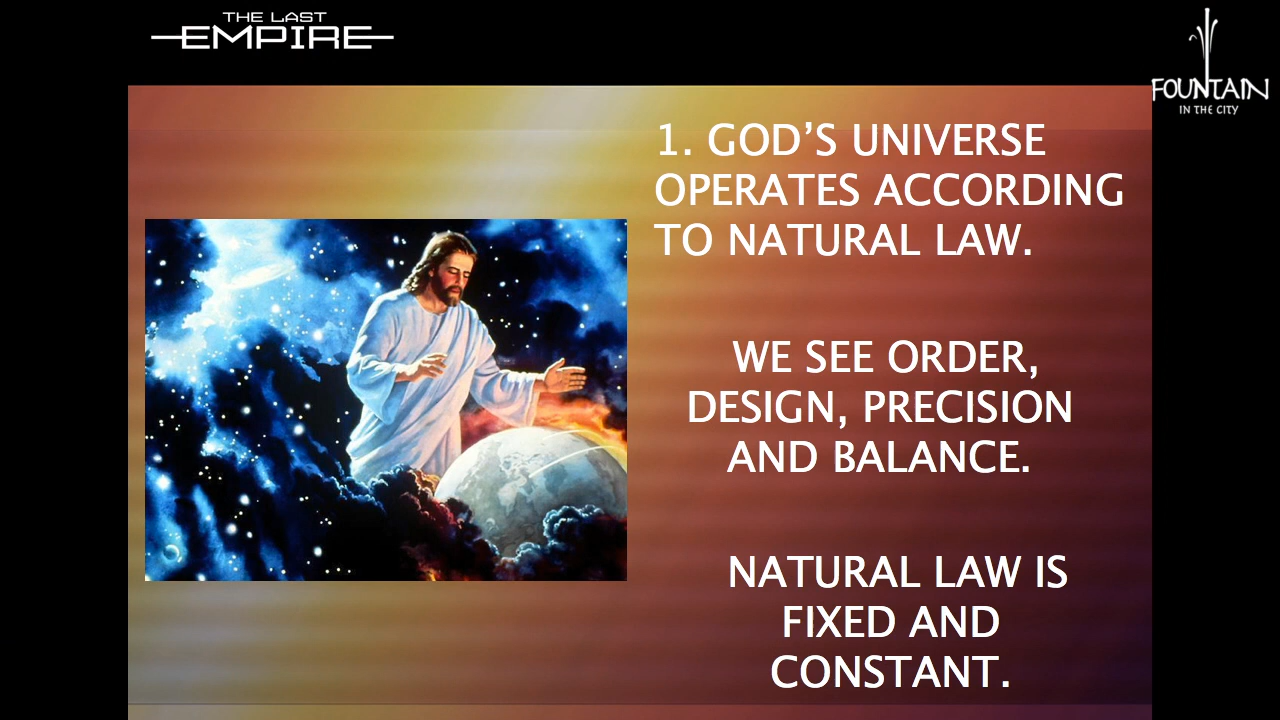 THE LAST
EMPIRE
FOUNTAIN
IN THE CITY
1. GOD’S UNIVERSE
OPERATES ACCORDING
TO NATURAL LAW.
WE SEE ORDER,
DESIGN, PRECISION
AND BALANCE.
NATURAL LAW IS
FIXED AND
CONSTANT.